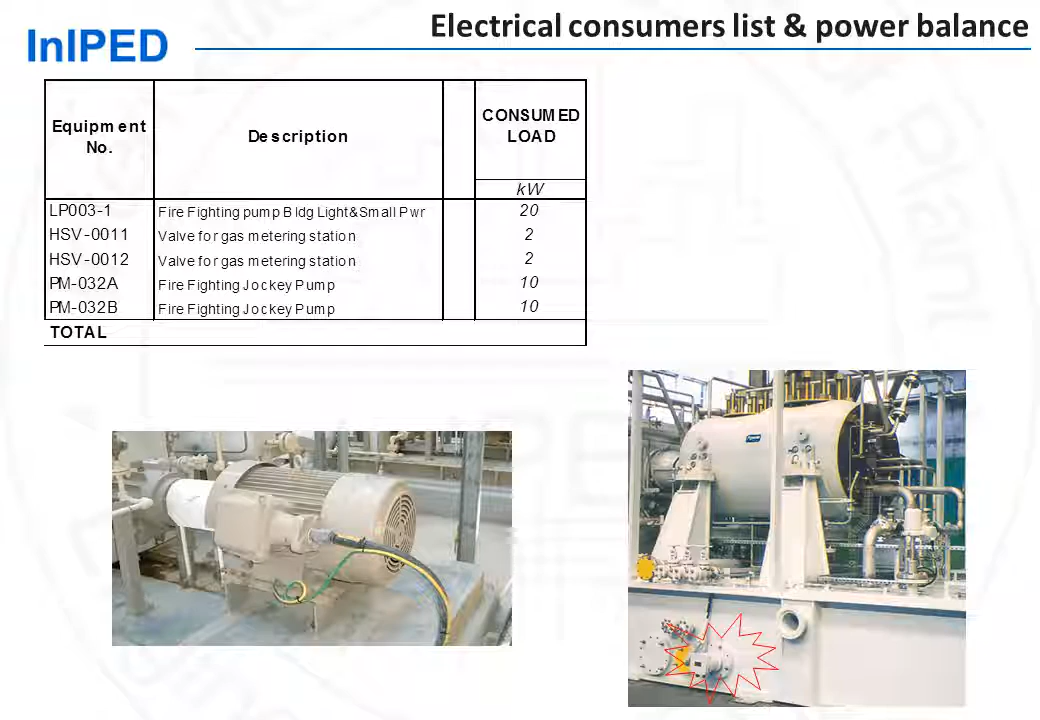 Electrical consumers list & power balance
InIPED
Equipment No.
Description
CONSUMED LOAD
kW
LP003-1 Fire Fighting pump Bldg Light&Small Pwr 20
HSV-0011 Valve for gas metering station 2
HSV-0012 Valve for gas metering station 2
PM-032A Fire Fighting Jockey Pump 10
PM-032B Fire Fighting Jockey Pump 10
TOTAL